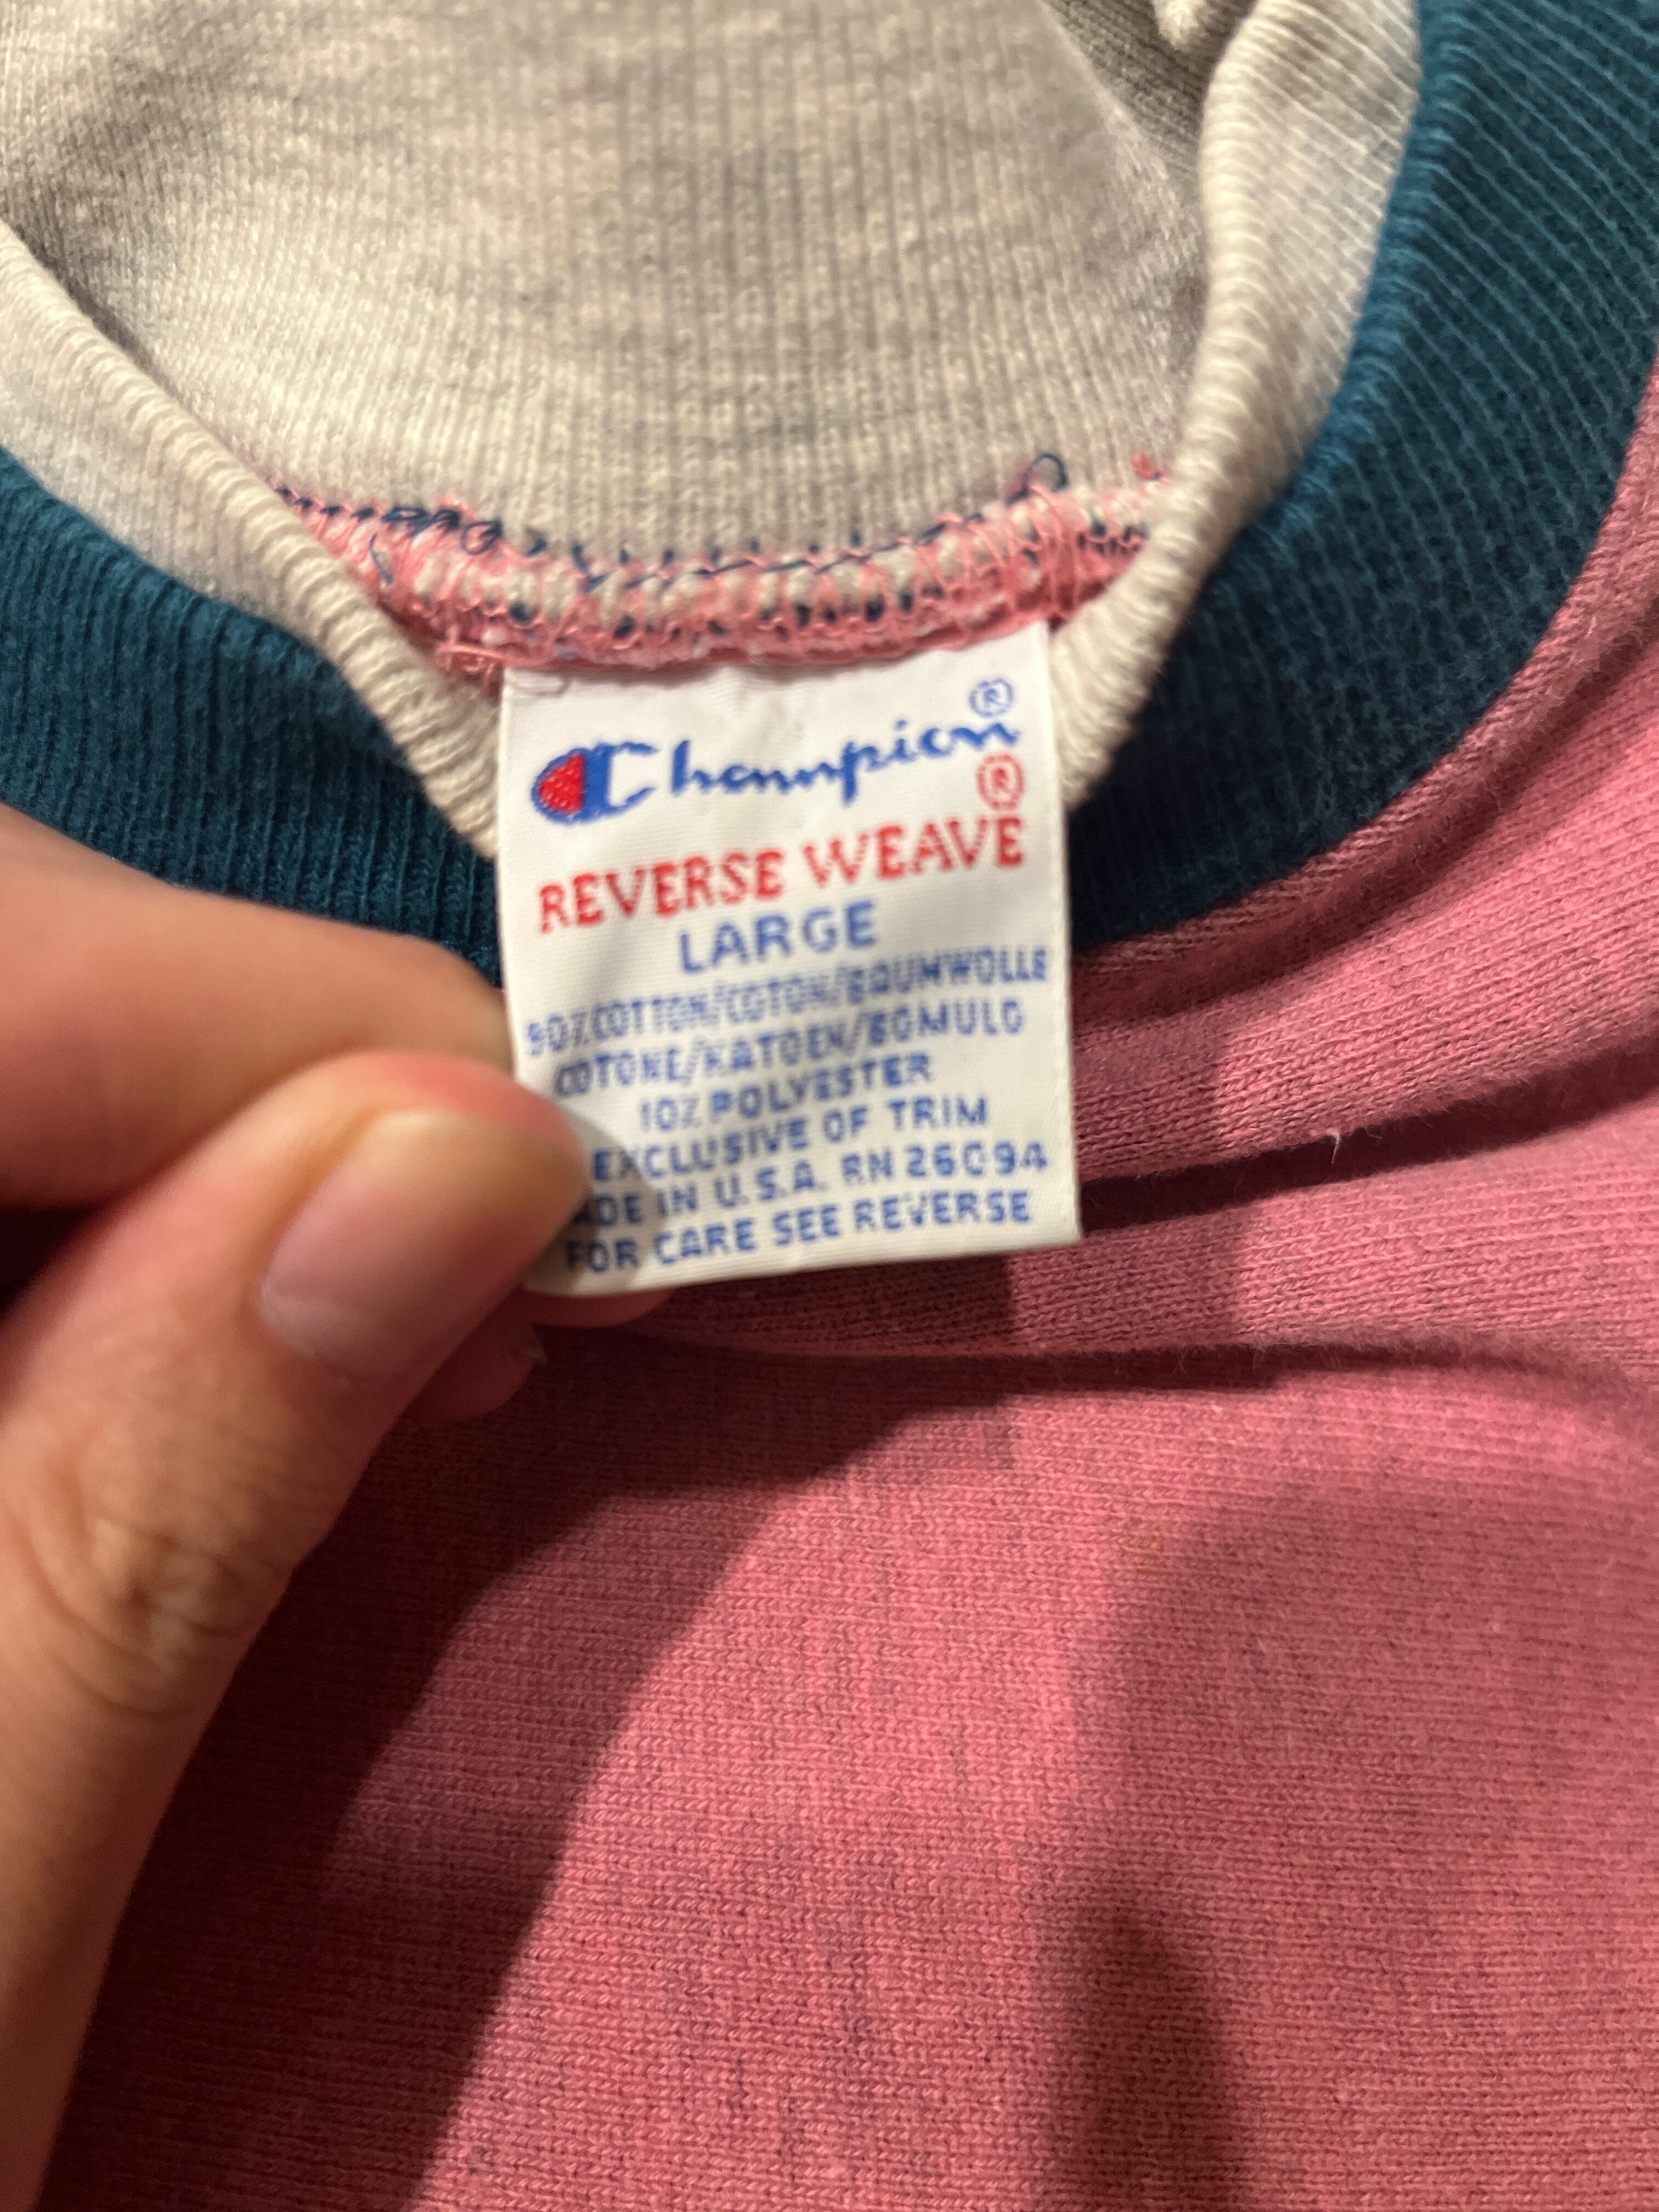 Champion®
®
REVERSE WEAVE
LARGE
90% COTTON/COTON/BAUMWOLLE
COTONE/KATOEN/BOMULD
10% POLYESTER
EXCLUSIVE OF TRIM
ADE IN U.S.A. RN 26094
FOR CARE SEE REVERSE